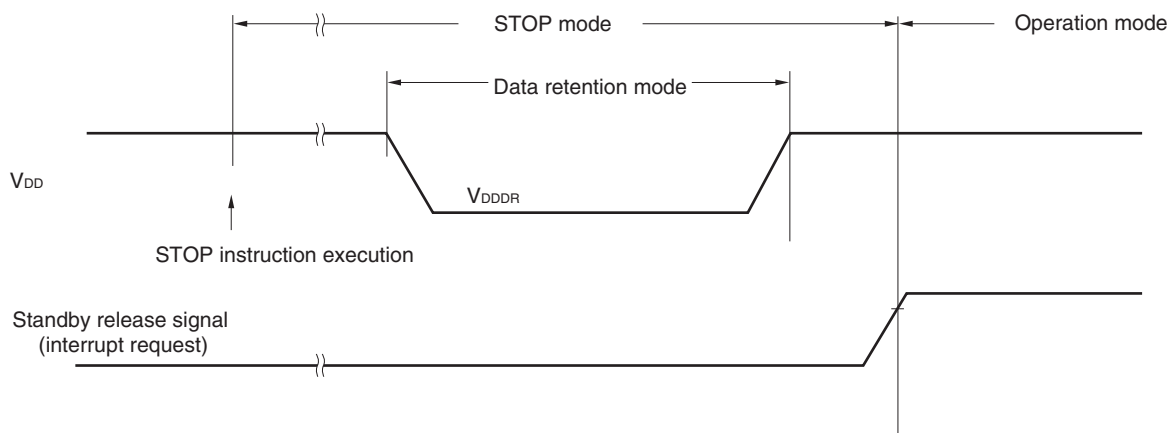 STOP mode
Operation mode
Data retention mode
VDD
VDDDR
STOP instruction execution
Standby release signal
(interrupt request)